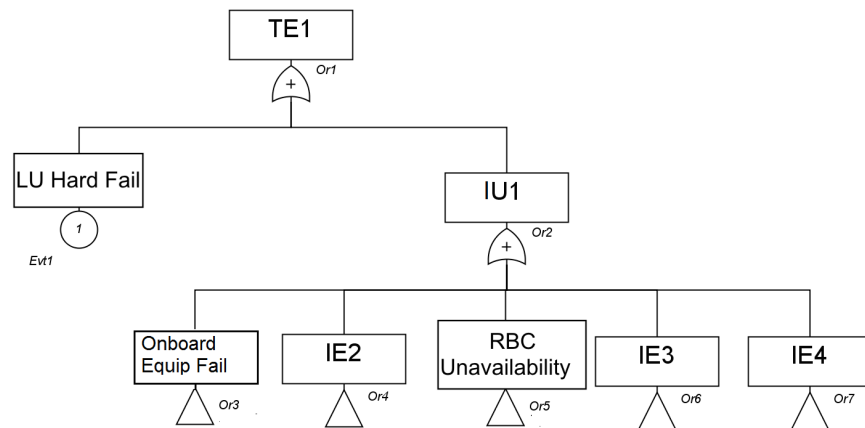 TE1
Or1
+
LU Hard Fail
1
Evt1
IU1
Or2
+
Onboard
Equip Fail
Or3
IE2
Or4
RBC
Unavailability
Or5
IE3
Or6
IE4
Or7